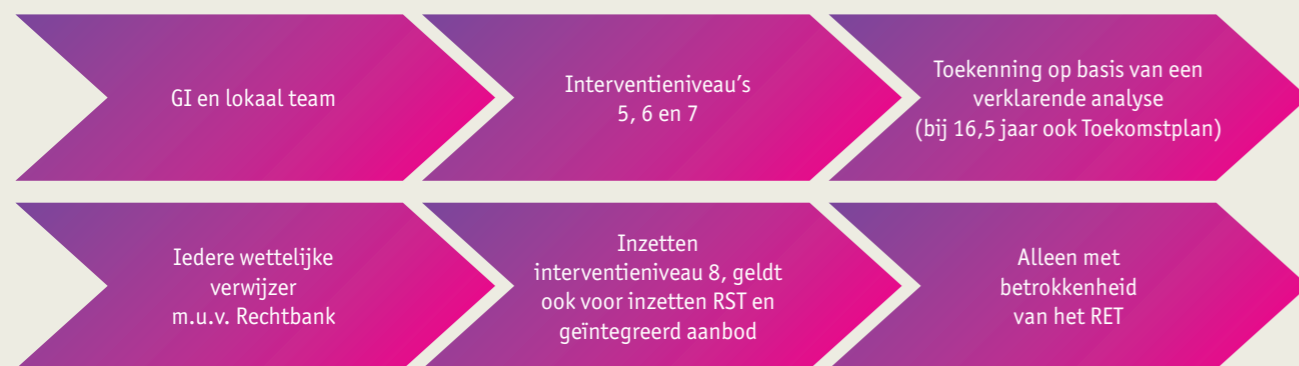 GI en lokaal team
Interventieniveau's
5, 6 en 7
Toekenning op basis van een
verklarende analyse
(bij 16,5 jaar ook Toekomstplan)
Iedere wettelijke
verwijzer
m.u.v. Rechtbank
Inzetten
interventieniveau 8, geldt
ook voor inzetten RST en
geïntegreerd aanbod
Alleen met
betrokkenheid
van het RET